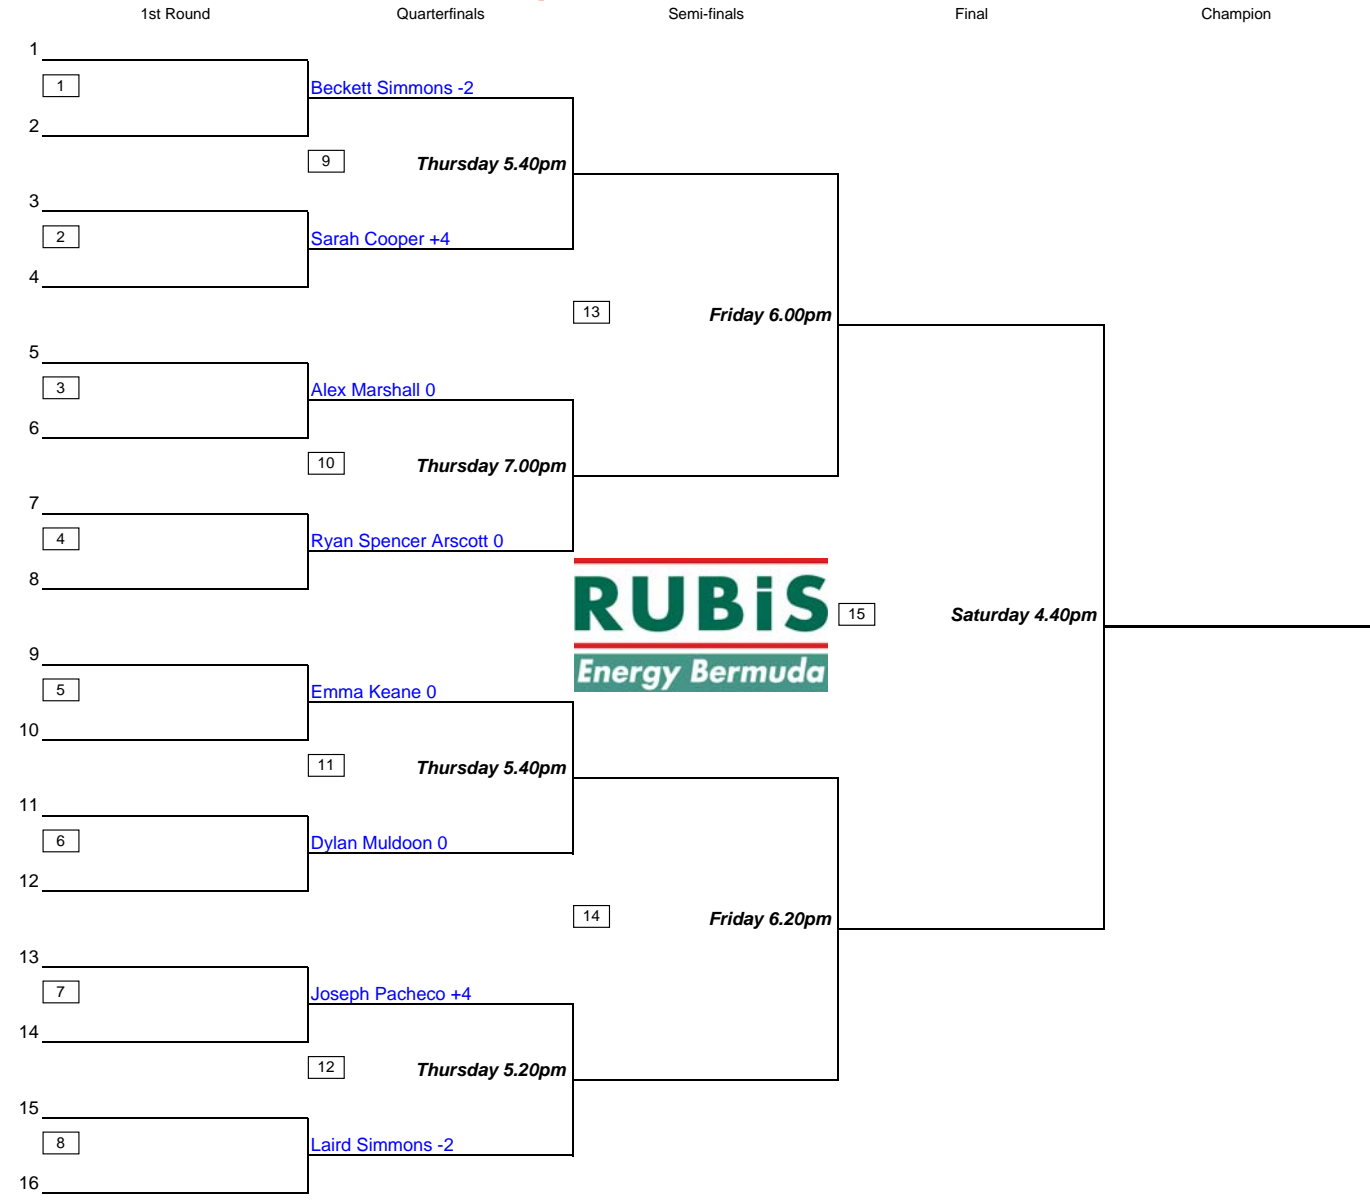 1st Round Quarterfinals Semi-finals Final Champion
1
1
Beckett Simmons -2
2
9 Thursday 5.40pm
3
2
Sarah Cooper +4
4
13 Friday 6.00pm
5
3
Alex Marshall 0
6
10 Thursday 7.00pm
7
4
Ryan Spencer Arscott 0
8
RUBiS
15 Saturday 4.40pm
Energy Bermuda
9
5
Emma Keane 0
10
11 Thursday 5.40pm
11
6
Dylan Muldoon 0
12
14 Friday 6.20pm
13
7
Joseph Pacheco +4
14
12 Thursday 5.20pm
15
8
Laird Simmons -2
16